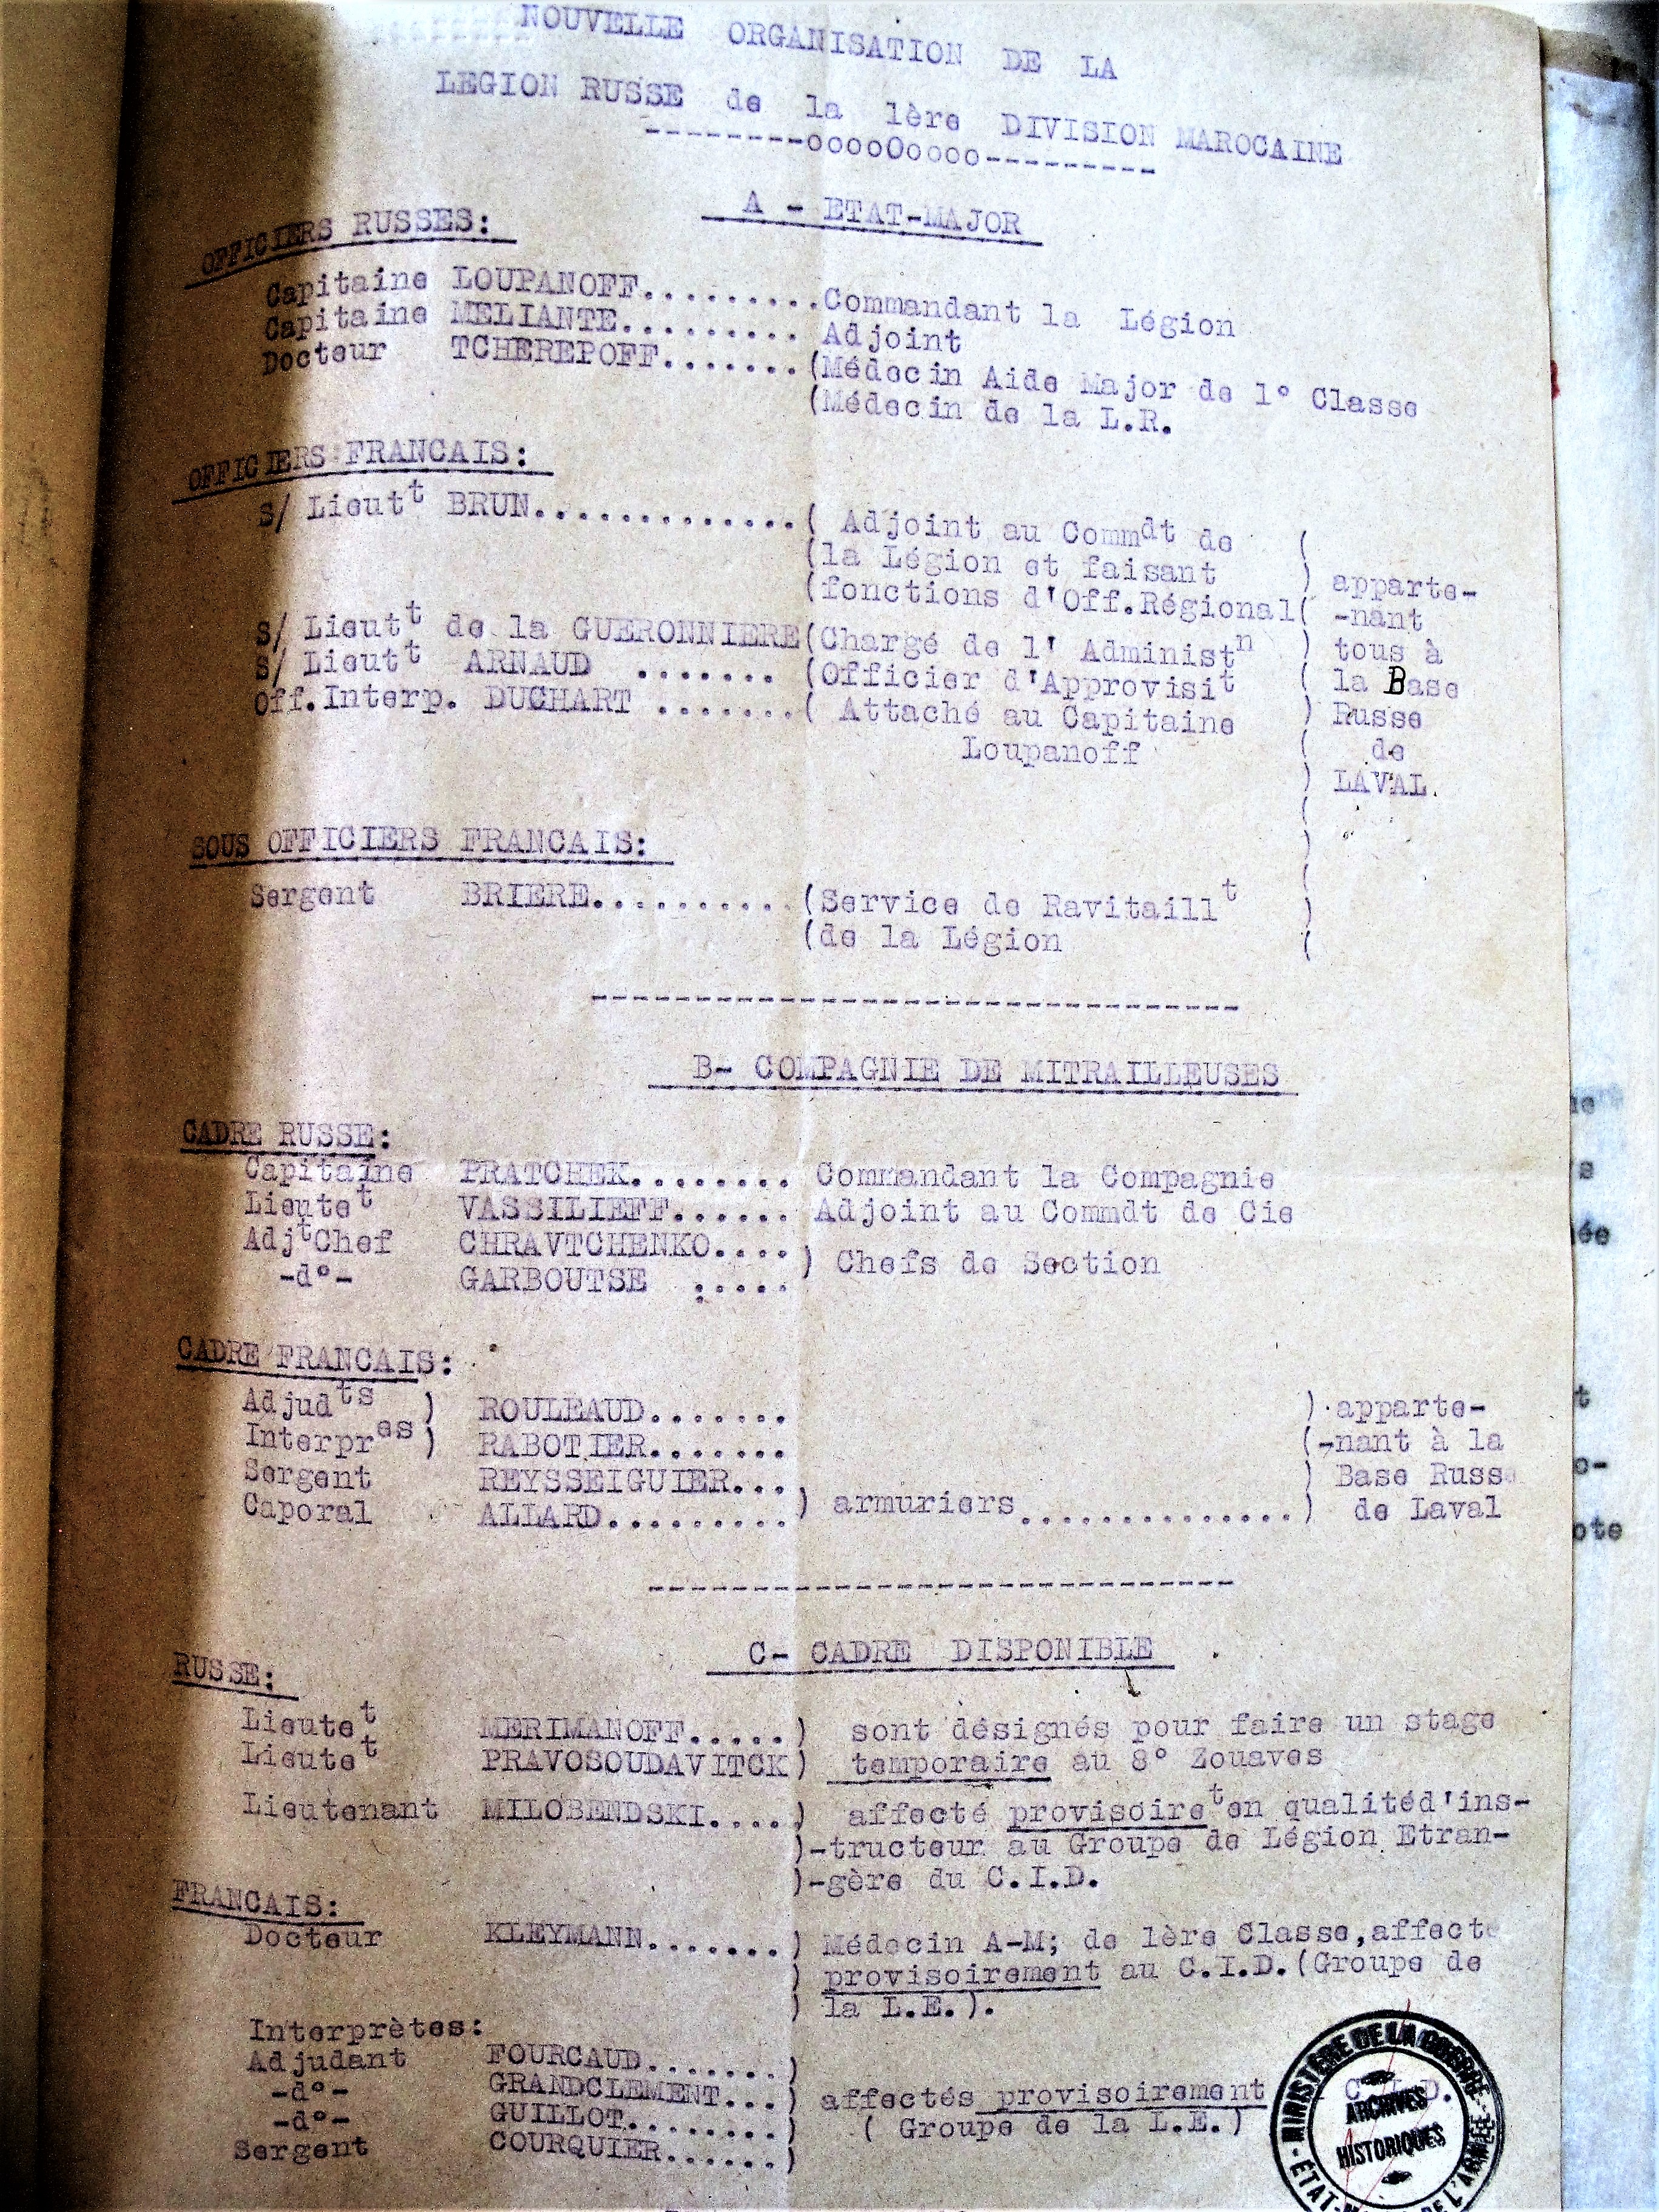 NOUVELLE ORGANISATION DE LA
LEGION RUSSE de la 1ère DIVISION MAROCAINE
--------ooooOoooo---------
A - ETAT-MAJOR
OFFICIERS RUSSES:
Capitaine LOUPANOFF..........Commandant la Légion
Capitaine MELIANTE.......... Adjoint
Docteur TCHEREPOFF.......(Médecin Aide Major de 1° Classe
(Médecin de la L.R.
OFFICIERS FRANCAIS:
s/ Lieutt BRUN.............( Adjoint au Commdt de (
(la Légion et faisant ) apparte-
(fonctions d'Off.Régional( -nant
s/ Lieutt de la GUERONNIERE(Chargé de l' Administn ) tous à
s/ Lieutt ARNAUD ....... (Officier d'Approvisit ( la Base
Off.Interp. DUCHART .......( Attaché au Capitaine ) Russe
Loupanoff ( de
) LAVAL.
SOUS OFFICIERS FRANCAIS:
Sergent BRIERE..........(Service de Ravitaillt )
(de la Légion (
---------------------------------
B- COMPAGNIE DE MITRAILLEUSES
CADRE RUSSE:
Capitaine PRATCHEK........ Commandant la Compagnie
Lieutet VASSILIEFF...... Adjoint au Commdt de Cie
AdjtChef CHRAVTCHENKO....
) Chefs de Section
-d°- GARBOUTSE :....
CADRE FRANCAIS:
Adjudts ) ROULEAUD....... ) apparte-
Interpres ) RABOTIER....... (-nant à la
Sergent REYSSEIGUIER... ) Base Russe
Caporal ALLARD.........) armuriers..............) de Laval
------------------------------
C- CADRE DISPONIBLE
RUSSE:
Lieutet MERIMANOFF.....) sont désignés pour faire un stage
Lieutet PRAVOSOUDAVITCK) temporaire au 8° Zouaves
Lieutenant MILOBENDSKI....) affecté provisoireten qualitéd'ins-
)-tructeur au Groupe de Légion Etran-
)-gère du C.I.D.
FRANCAIS:
Docteur KLEYMANN.......) Médecin A-M; de 1ère Classe,affecté
) provisoirement au C.I.D.(Groupe de
) la L.E.).
Interprètes:
Adjudant FOURCAUD.......)
-d°- GRANDCLEMENT...) affectés provisoirement C.I.D.
-d°- GUILLOT........) ( Groupe de la L.E.)
Sergent COURQUIER......)
MINISTÈRE DE LA GUERRE - ÉTAT-MAJOR DE L'ARMÉE
ARCHIVES
HISTORIQUES